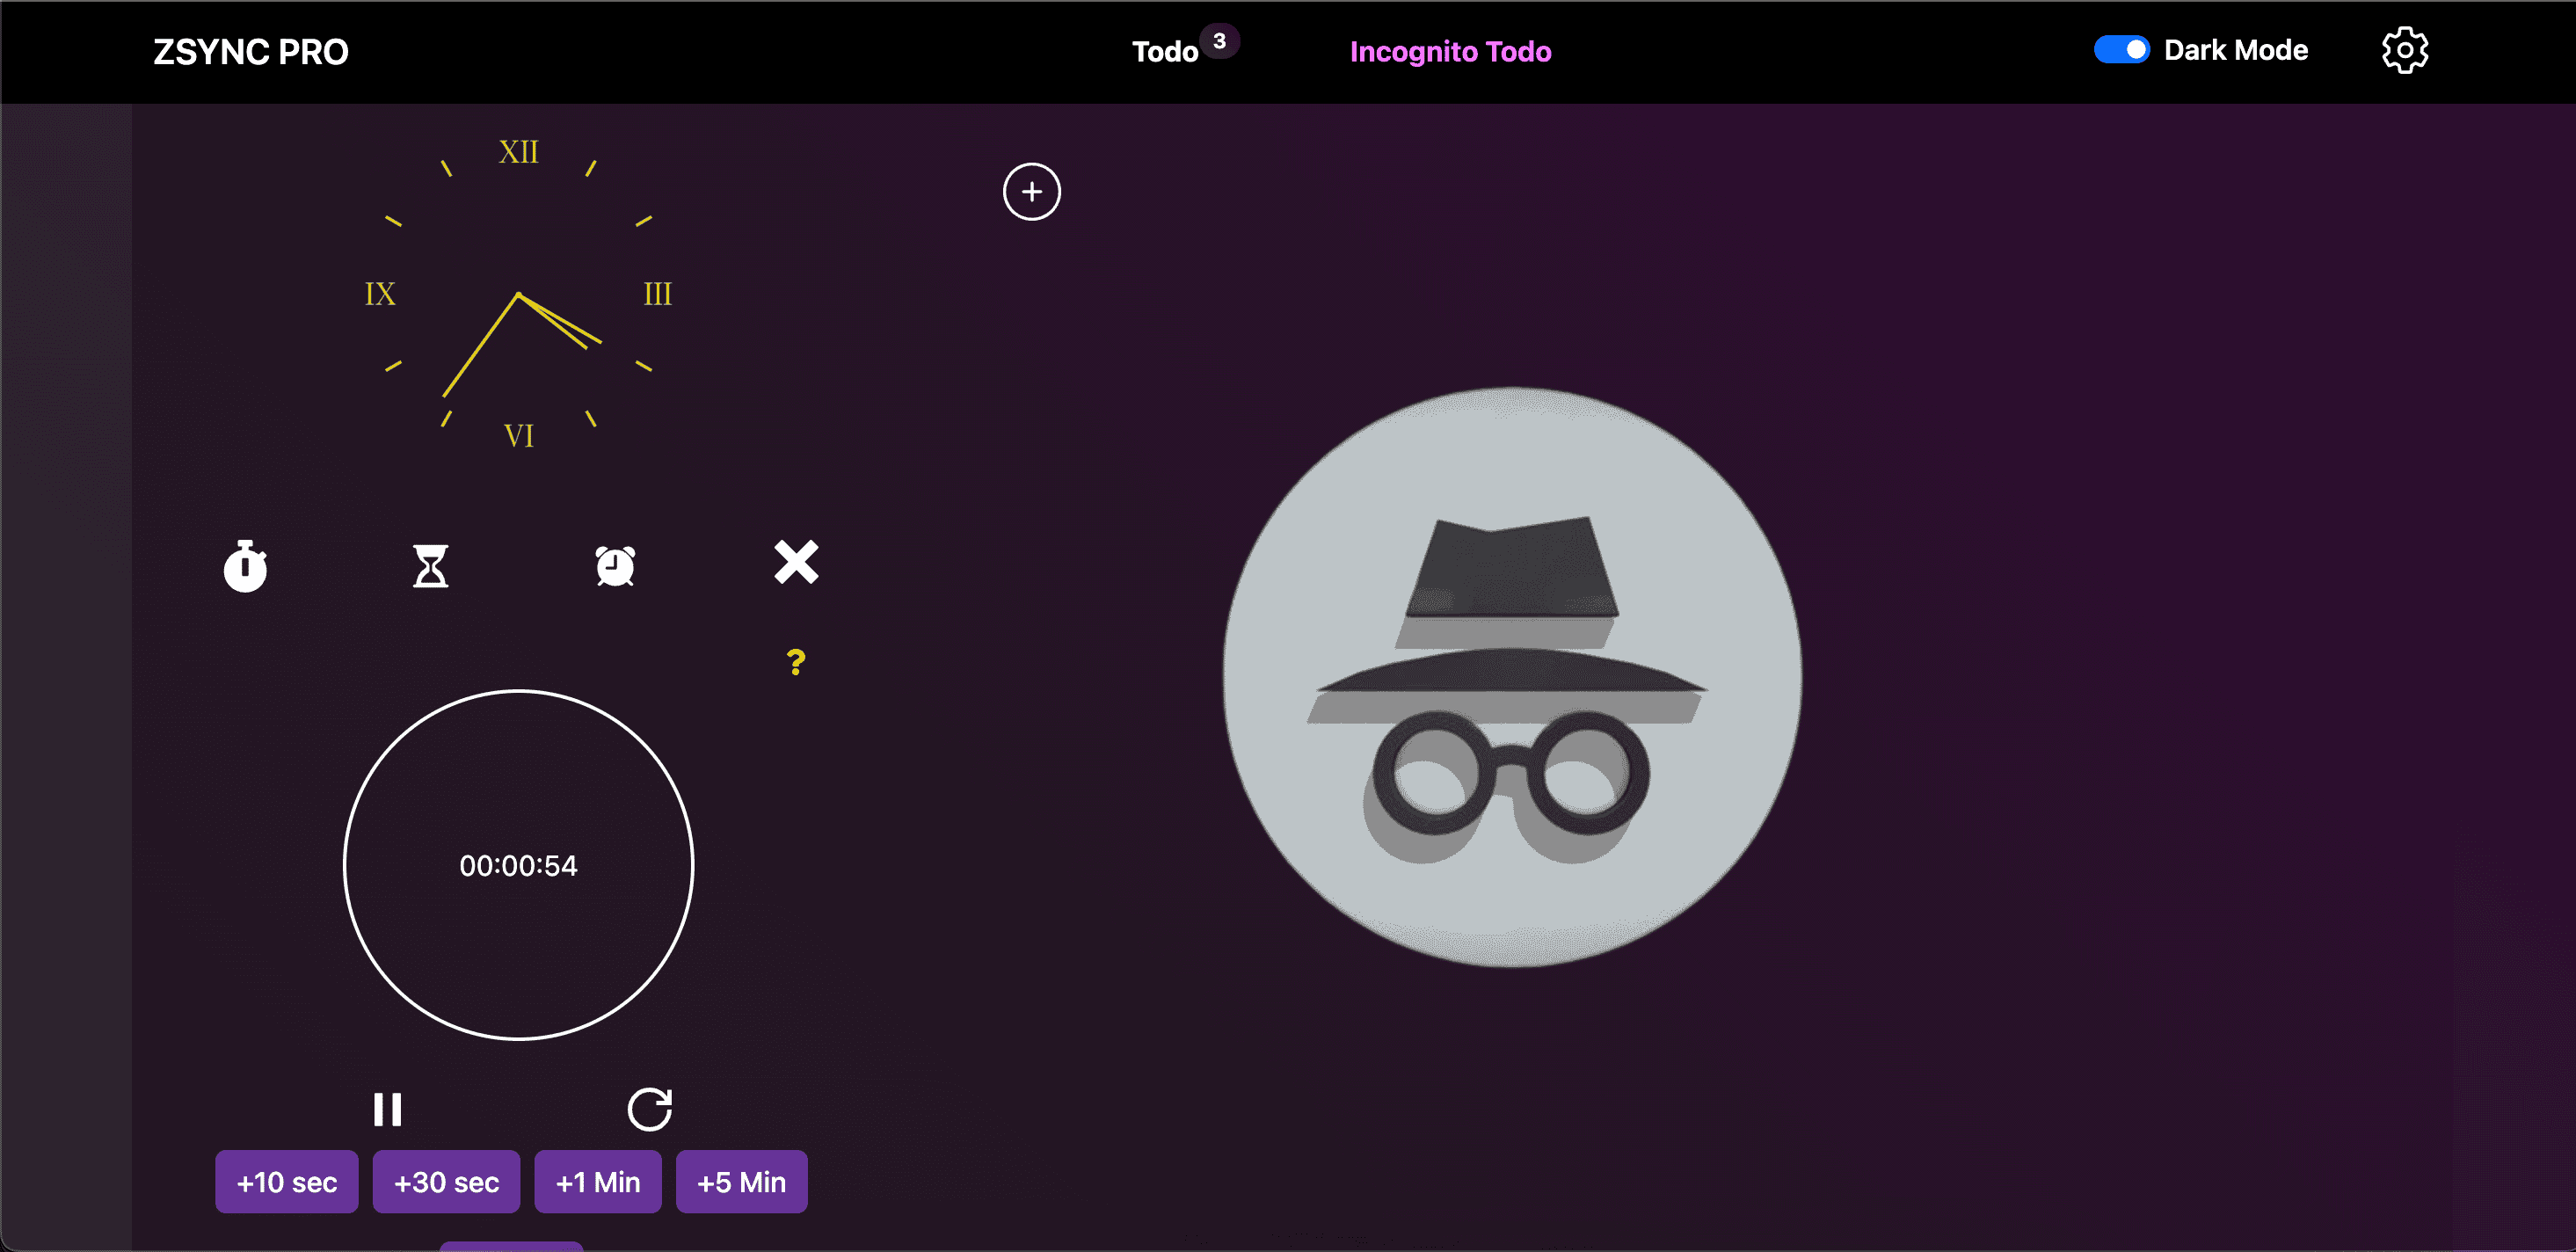 ZSYNC PRO
Todo 3
Incognito Todo
Dark Mode
XII
IX
III
VI
?
00:00:54
+10 sec
+30 sec
+1 Min
+5 Min